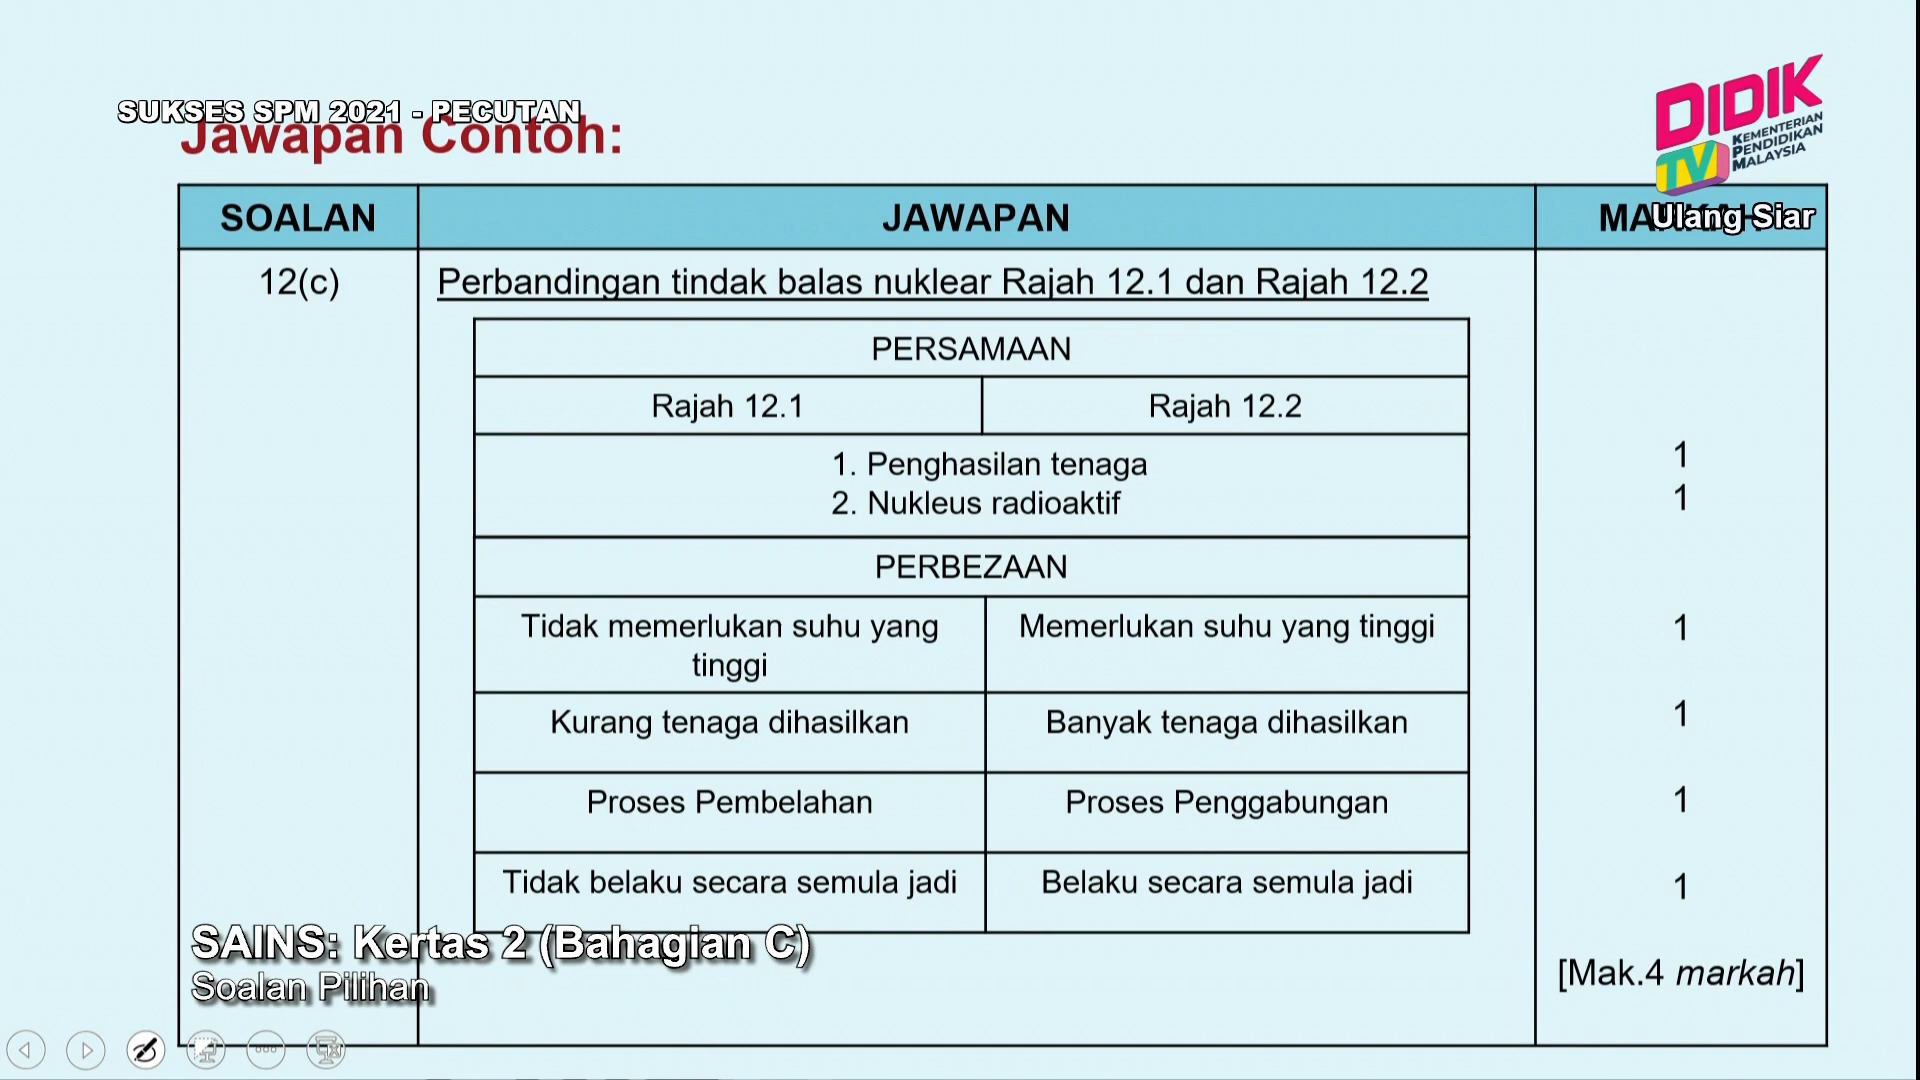 SUKSES SPM 2021 - PECUTAN
Jawapan Contoh:
DIDIK
TV
KEMENTERIAN
PENDIDIKAN
MALAYSIA
Ulang Siar
SOALAN JAWAPAN
12(c) Perbandingan tindak balas nuklear Rajah 12.1 dan Rajah 12.2
PERSAMAAN
Rajah 12.1 Rajah 12.2
1. Penghasilan tenaga 1
2. Nukleus radioaktif 1
PERBEZAAN
Tidak memerlukan suhu yang Memerlukan suhu yang tinggi 1
tinggi
Kurang tenaga dihasilkan Banyak tenaga dihasilkan 1
Proses Pembelahan Proses Penggabungan 1
Tidak belaku secara semula jadi Belaku secara semula jadi 1
SAINS: Kertas 2 (Bahagian C)
Soalan Pilihan
[Mak.4 markah]